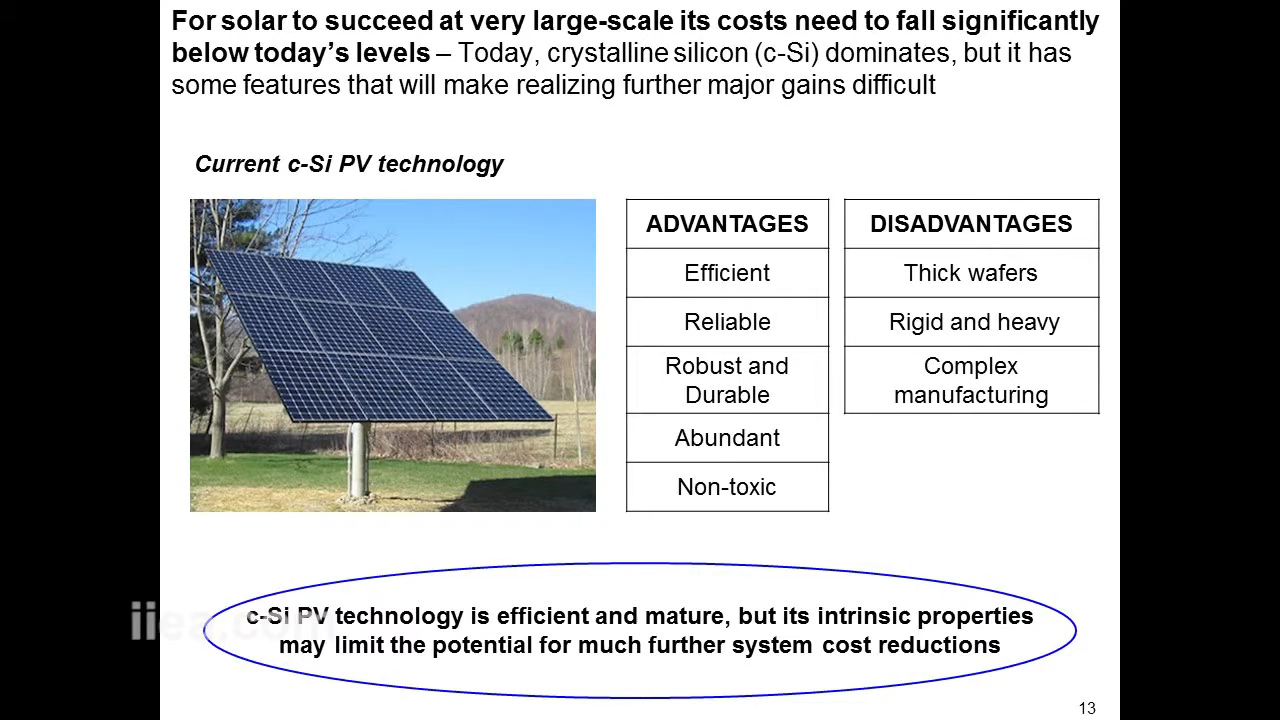 For solar to succeed at very large-scale its costs need to fall significantly
below today's levels – Today, crystalline silicon (c-Si) dominates, but it has
some features that will make realizing further major gains difficult
Current c-Si PV technology
ADVANTAGES
Efficient
Reliable
Robust and
Durable
Abundant
Non-toxic
DISADVANTAGES
Thick wafers
Rigid and heavy
Complex
manufacturing
c-Si PV technology is efficient and mature, but its intrinsic properties
may limit the potential for much further system cost reductions
iiea.com
13